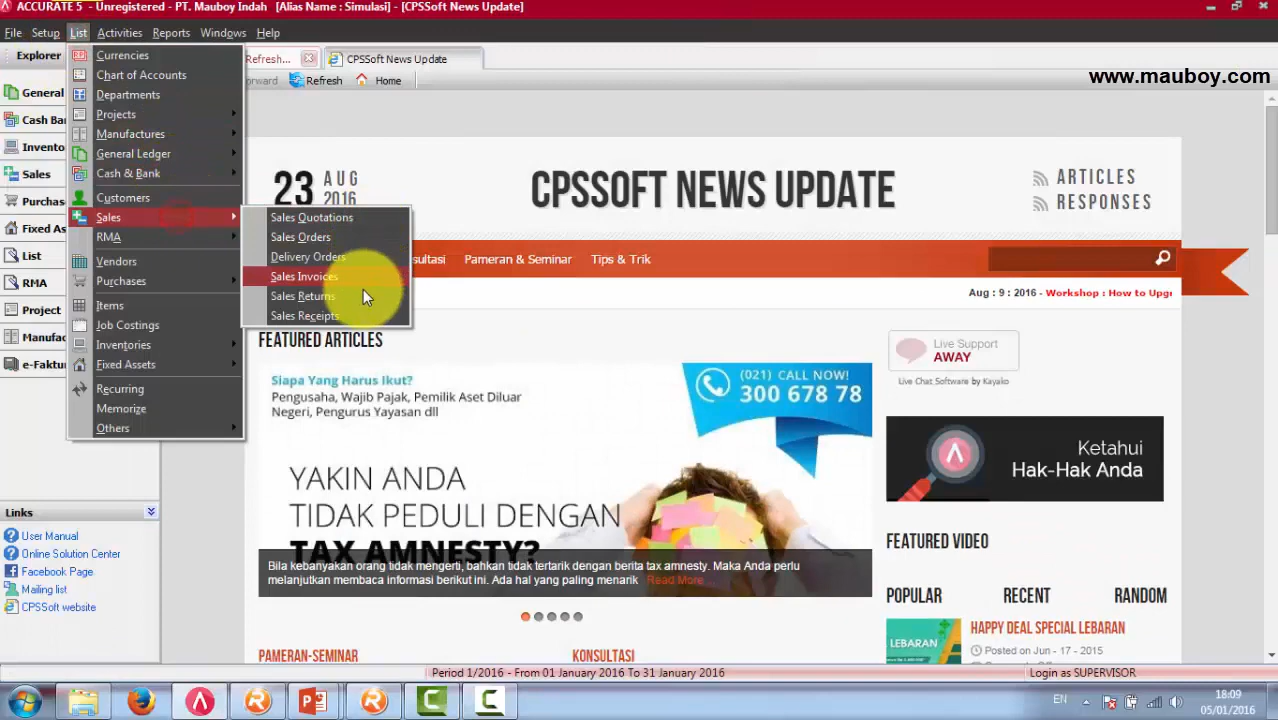 ACCURATE 5 - Unregistered - PT. Mauboy Indah [Alias Name : Simulasi] - [CPSSoft News Update]
File Setup List Activities Reports Windows Help
www.mauboy.com
Explorer
Refresh...
CPSSoft News Update
Refresh
Home
General
Cash Ban
Invento
Sales
Purchas
Fixed As
List
RMA
Project
Manufac
e-Faktur
Currencies
Chart of Accounts
Departments
Projects
Manufactures
General Ledger
Cash & Bank
Customers
Sales
RMA
Vendors
Purchases
Items
Job Costings
Inventories
Fixed Assets
Recurring
Memorize
Others
Sales Quotations
Sales Orders
Delivery Orders
Sales Invoices
Sales Returns
Sales Receipts
23 AUG 2016
CPSSOFT NEWS UPDATE
ARTICLES
RESPONSES
Pameran & Seminar
Tips & Trik
Aug : 9 : 2016 - Workshop : How to Upgr
FEATURED ARTICLES
Siapa Yang Harus Ikut?
Pengusaha, Wajib Pajak, Pemilik Aset Diluar
Negeri, Pengurus Yayasan dll
(021) CALL NOW!
300 678 78
YAKIN ANDA
TIDAK PEDULI DENGAN
TAX AMNESTY?
Bila kebanyakan orang tidak mengerti, bahkan tidak tertarik dengan berita tax amnesty. Maka Anda perlu
melanjutkan membaca informasi berikut ini. Ada hal yang paling menarik Read More ...
Live Support
AWAY
Live Chat Software by Kayako
Ketahui
Hak-Hak Anda
FEATURED VIDEO
POPULAR RECENT RANDOM
LEBARAN
HAPPY DEAL SPECIAL LEBARAN
Posted on Jun - 17 - 2015
PAMERAN-SEMINAR
KONSULTASI
Links
User Manual
Online Solution Center
Facebook Page
Mailing list
CPSSoft website
Period 1/2016 - From 01 January 2016 To 31 January 2016
Login as SUPERVISOR
EN
18:09
05/01/2016